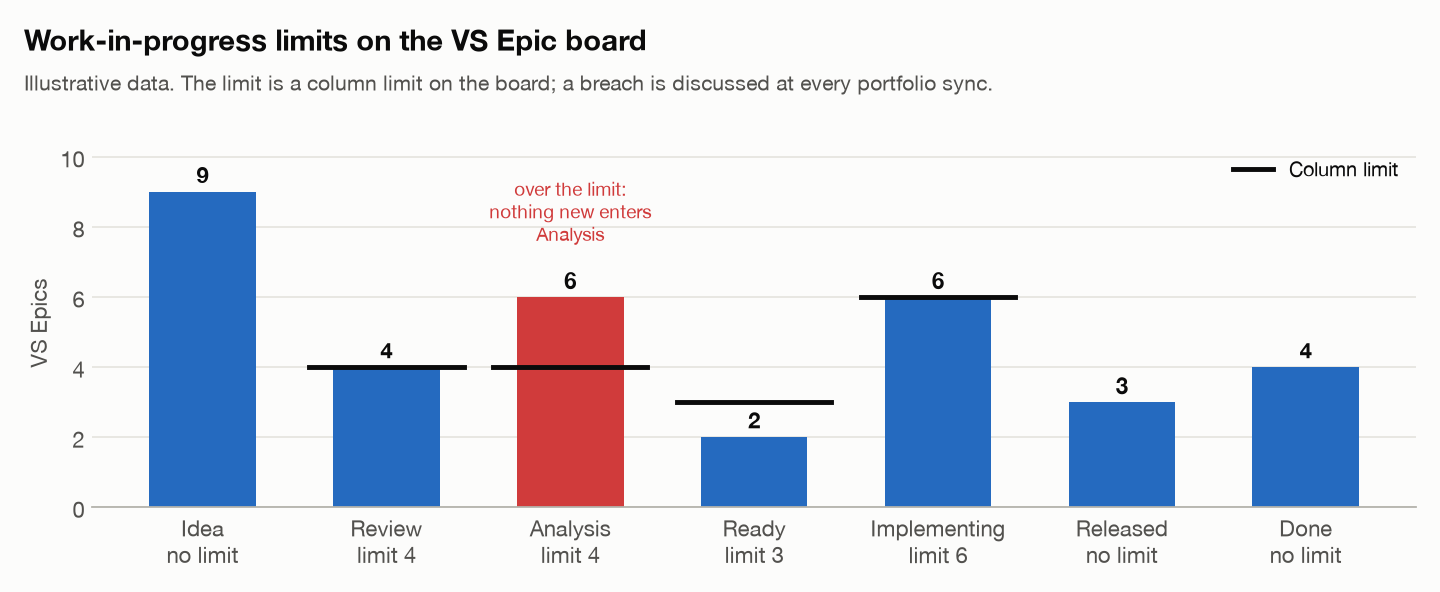 Work-in-progress limits on the VS Epic board
Illustrative data. The limit is a column limit on the board; a breach is discussed at every portfolio sync.
10
8
6
4
2
0
VS Epics
Column limit
over the limit:
nothing new enters
Analysis
9
4
6
2
6
3
4
Idea
no limit
Review
limit 4
Analysis
limit 4
Ready
limit 3
Implementing
limit 6
Released
no limit
Done
no limit